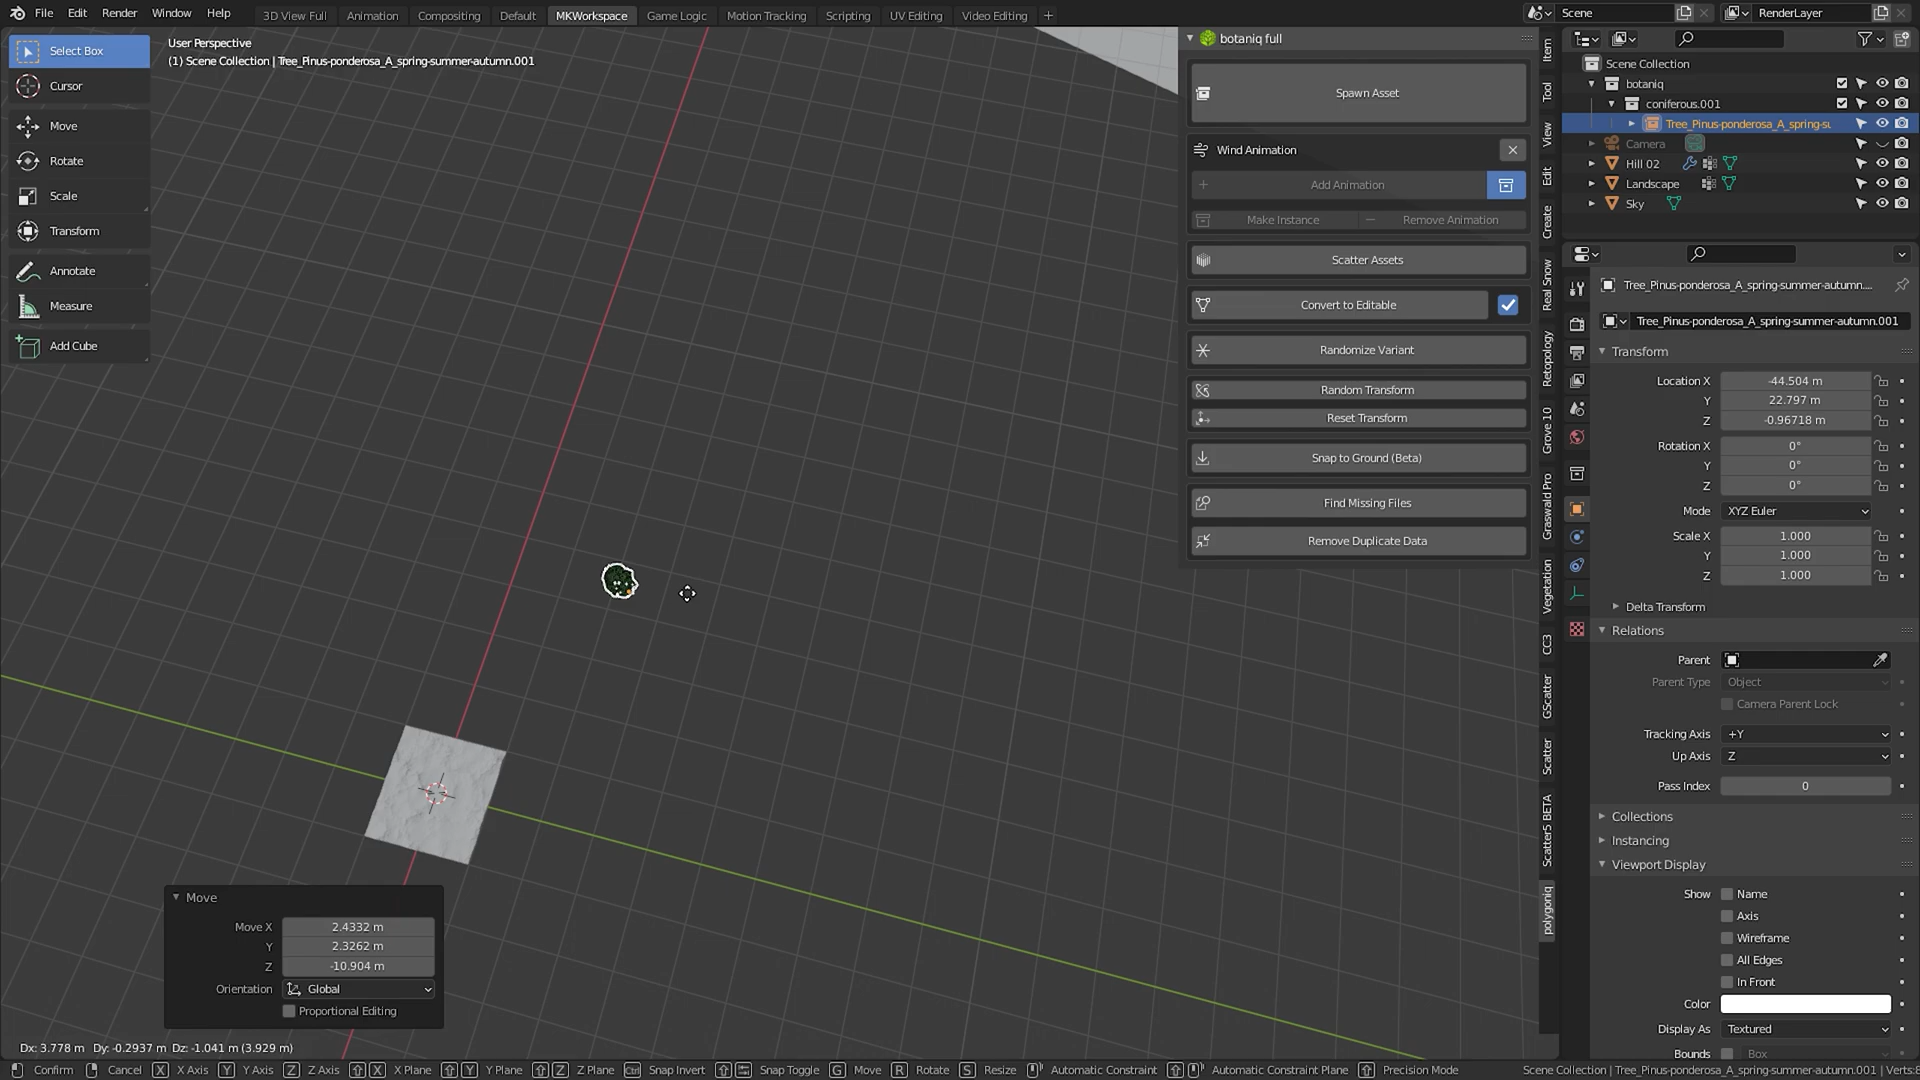 File Edit Render Window Help
3D View Full Animation Compositing Default MKWorkspace Game Logic Motion Tracking Scripting UV Editing Video Editing +
Scene
RenderLayer
Select Box
Cursor
Move
Rotate
Scale
Transform
Annotate
Measure
Add Cube
User Perspective
(1) Scene Collection | Tree_Pinus-ponderosa_A_spring-summer-autumn.001
botaniq full
Spawn Asset
Wind Animation
Add Animation
Make Instance
Remove Animation
Scatter Assets
Convert to Editable
Randomize Variant
Random Transform
Reset Transform
Snap to Ground (Beta)
Find Missing Files
Remove Duplicate Data
Item
Tool
View
Edit
Create
Real Snow
Retopology
Grove 10
Graswald Pro
Vegetation
CC3
GScatter
Scatter
Scatter5 BETA
polygoniq
Scene Collection
botaniq
coniferous.001
Tree_Pinus-ponderosa_A_spring-su
Camera
Hill 02
Landscape
Sky
Tree_Pinus-ponderosa_A_spring-summer-autumn....
Tree_Pinus-ponderosa_A_spring-summer-autumn.001
Transform
Location X -44.504 m
Y 22.797 m
Z -0.96718 m
Rotation X 0°
Y 0°
Z 0°
Mode XYZ Euler
Scale X 1.000
Y 1.000
Z 1.000
Delta Transform
Relations
Parent
Parent Type Object
Camera Parent Lock
Tracking Axis +Y
Up Axis Z
Pass Index 0
Collections
Instancing
Viewport Display
Show Name
Axis
Wireframe
All Edges
In Front
Color
Display As Textured
Bounds Box
Move
Move X 2.4332 m
Y 2.3262 m
Z -10.904 m
Orientation Global
Proportional Editing
Dx: 3.778 m Dy: -0.2937 m Dz: -1.041 m (3.929 m)
Confirm Cancel X X Axis Y Y Axis Z Z Axis X X Plane Y Y Plane Z Z Plane Ctrl Snap Invert Snap Toggle G Move R Rotate S Resize Automatic Constraint Automatic Constraint Plane Precision Mode Scene Collection | Tree_Pinus-ponderosa_A_spring-summer-autumn.001 | Verts:8